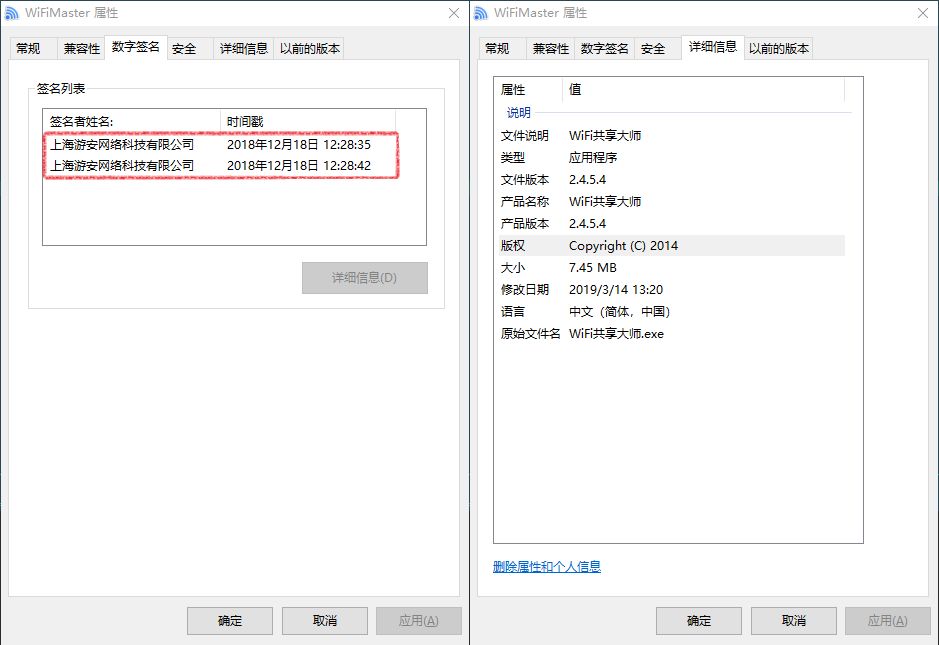 WiFiMaster 属性
常规 兼容性 数字签名 安全 详细信息 以前的版本
签名列表
签名者姓名: 时间戳
上海游安网络科技有限公司 2018年12月18日 12:28:35
上海游安网络科技有限公司 2018年12月18日 12:28:42
详细信息(D)
确定 取消 应用(A)
WiFiMaster 属性
常规 兼容性 数字签名 安全 详细信息 以前的版本
属性 值
说明
文件说明 WiFi共享大师
类型 应用程序
文件版本 2.4.5.4
产品名称 WiFi共享大师
产品版本 2.4.5.4
版权 Copyright (C) 2014
大小 7.45 MB
修改日期 2019/3/14 13:20
语言 中文（简体，中国）
原始文件名 WiFi共享大师.exe
删除属性和个人信息
确定 取消 应用(A)